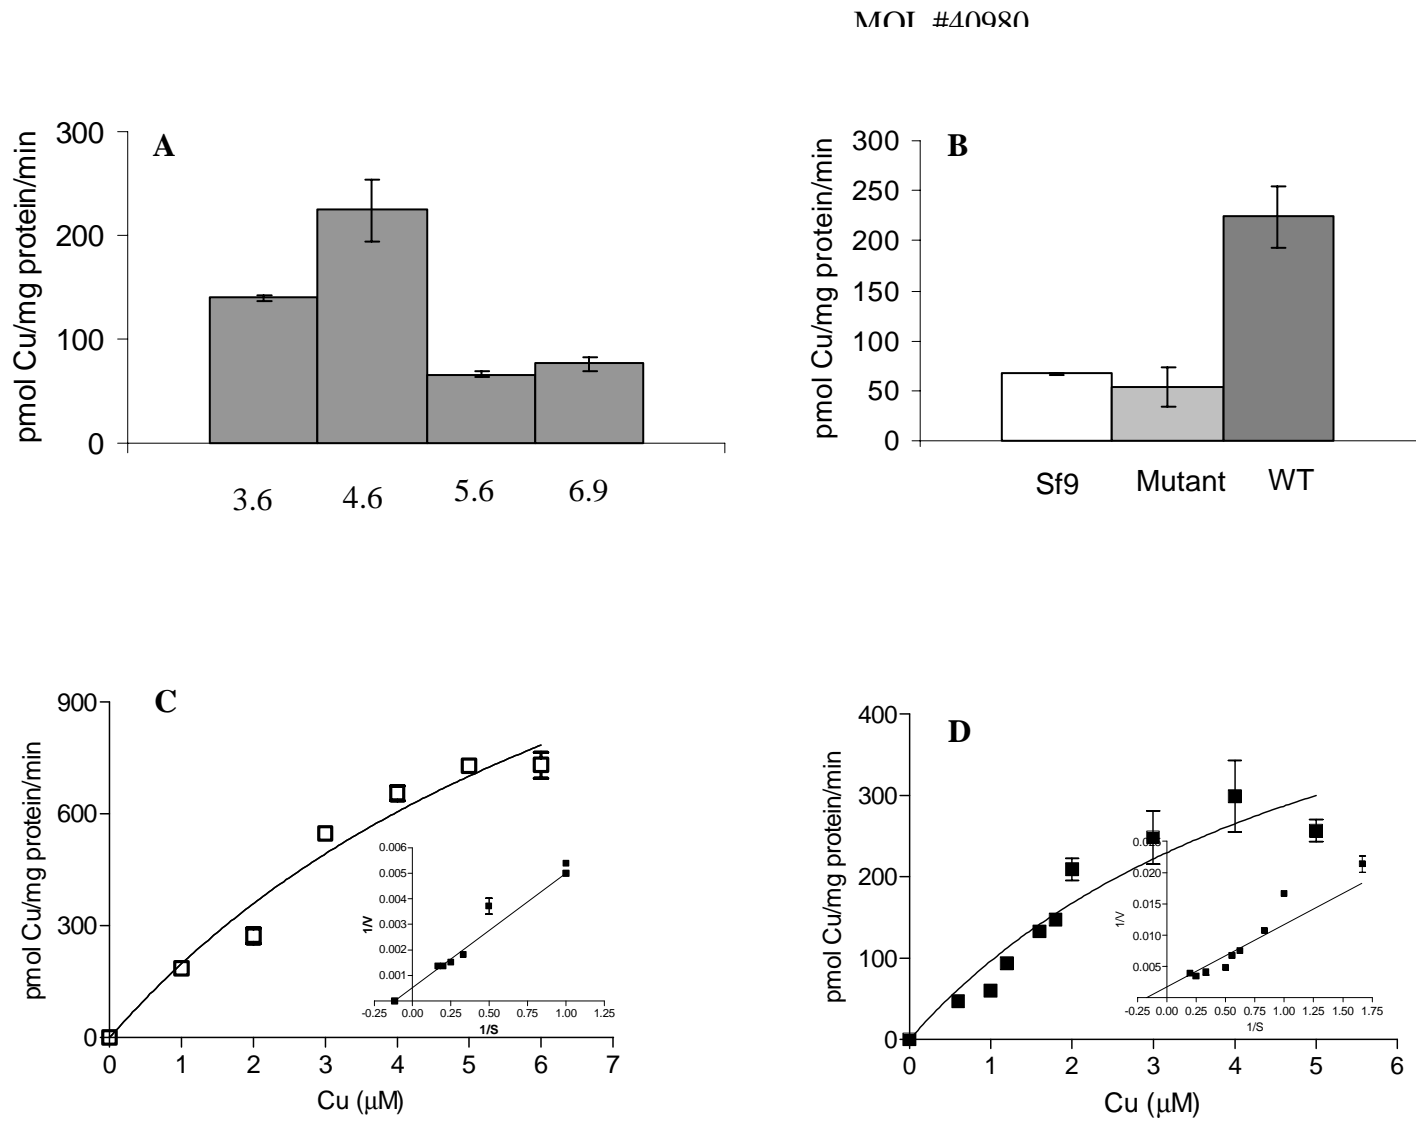 MOL #40980
A
pmol Cu/mg protein/min
300
200
100
0
3.6 4.6 5.6 6.9
B
pmol Cu/mg protein/min
300
250
200
150
100
50
0
Sf9 Mutant WT
C
pmol Cu/mg protein/min
900
600
300
0
0 1 2 3 4 5 6 7
Cu (μM)
1/V
0.006
0.005
0.004
0.003
0.002
0.001
-0.25 0.00 0.25 0.50 0.75 1.00 1.25
1/S
D
pmol Cu/mg protein/min
400
300
200
100
0
0 1 2 3 4 5 6
Cu (μM)
1/V
0.025
0.020
0.015
0.010
0.005
-0.25 0.00 0.25 0.50 0.75 1.00 1.25 1.50 1.75
1/S